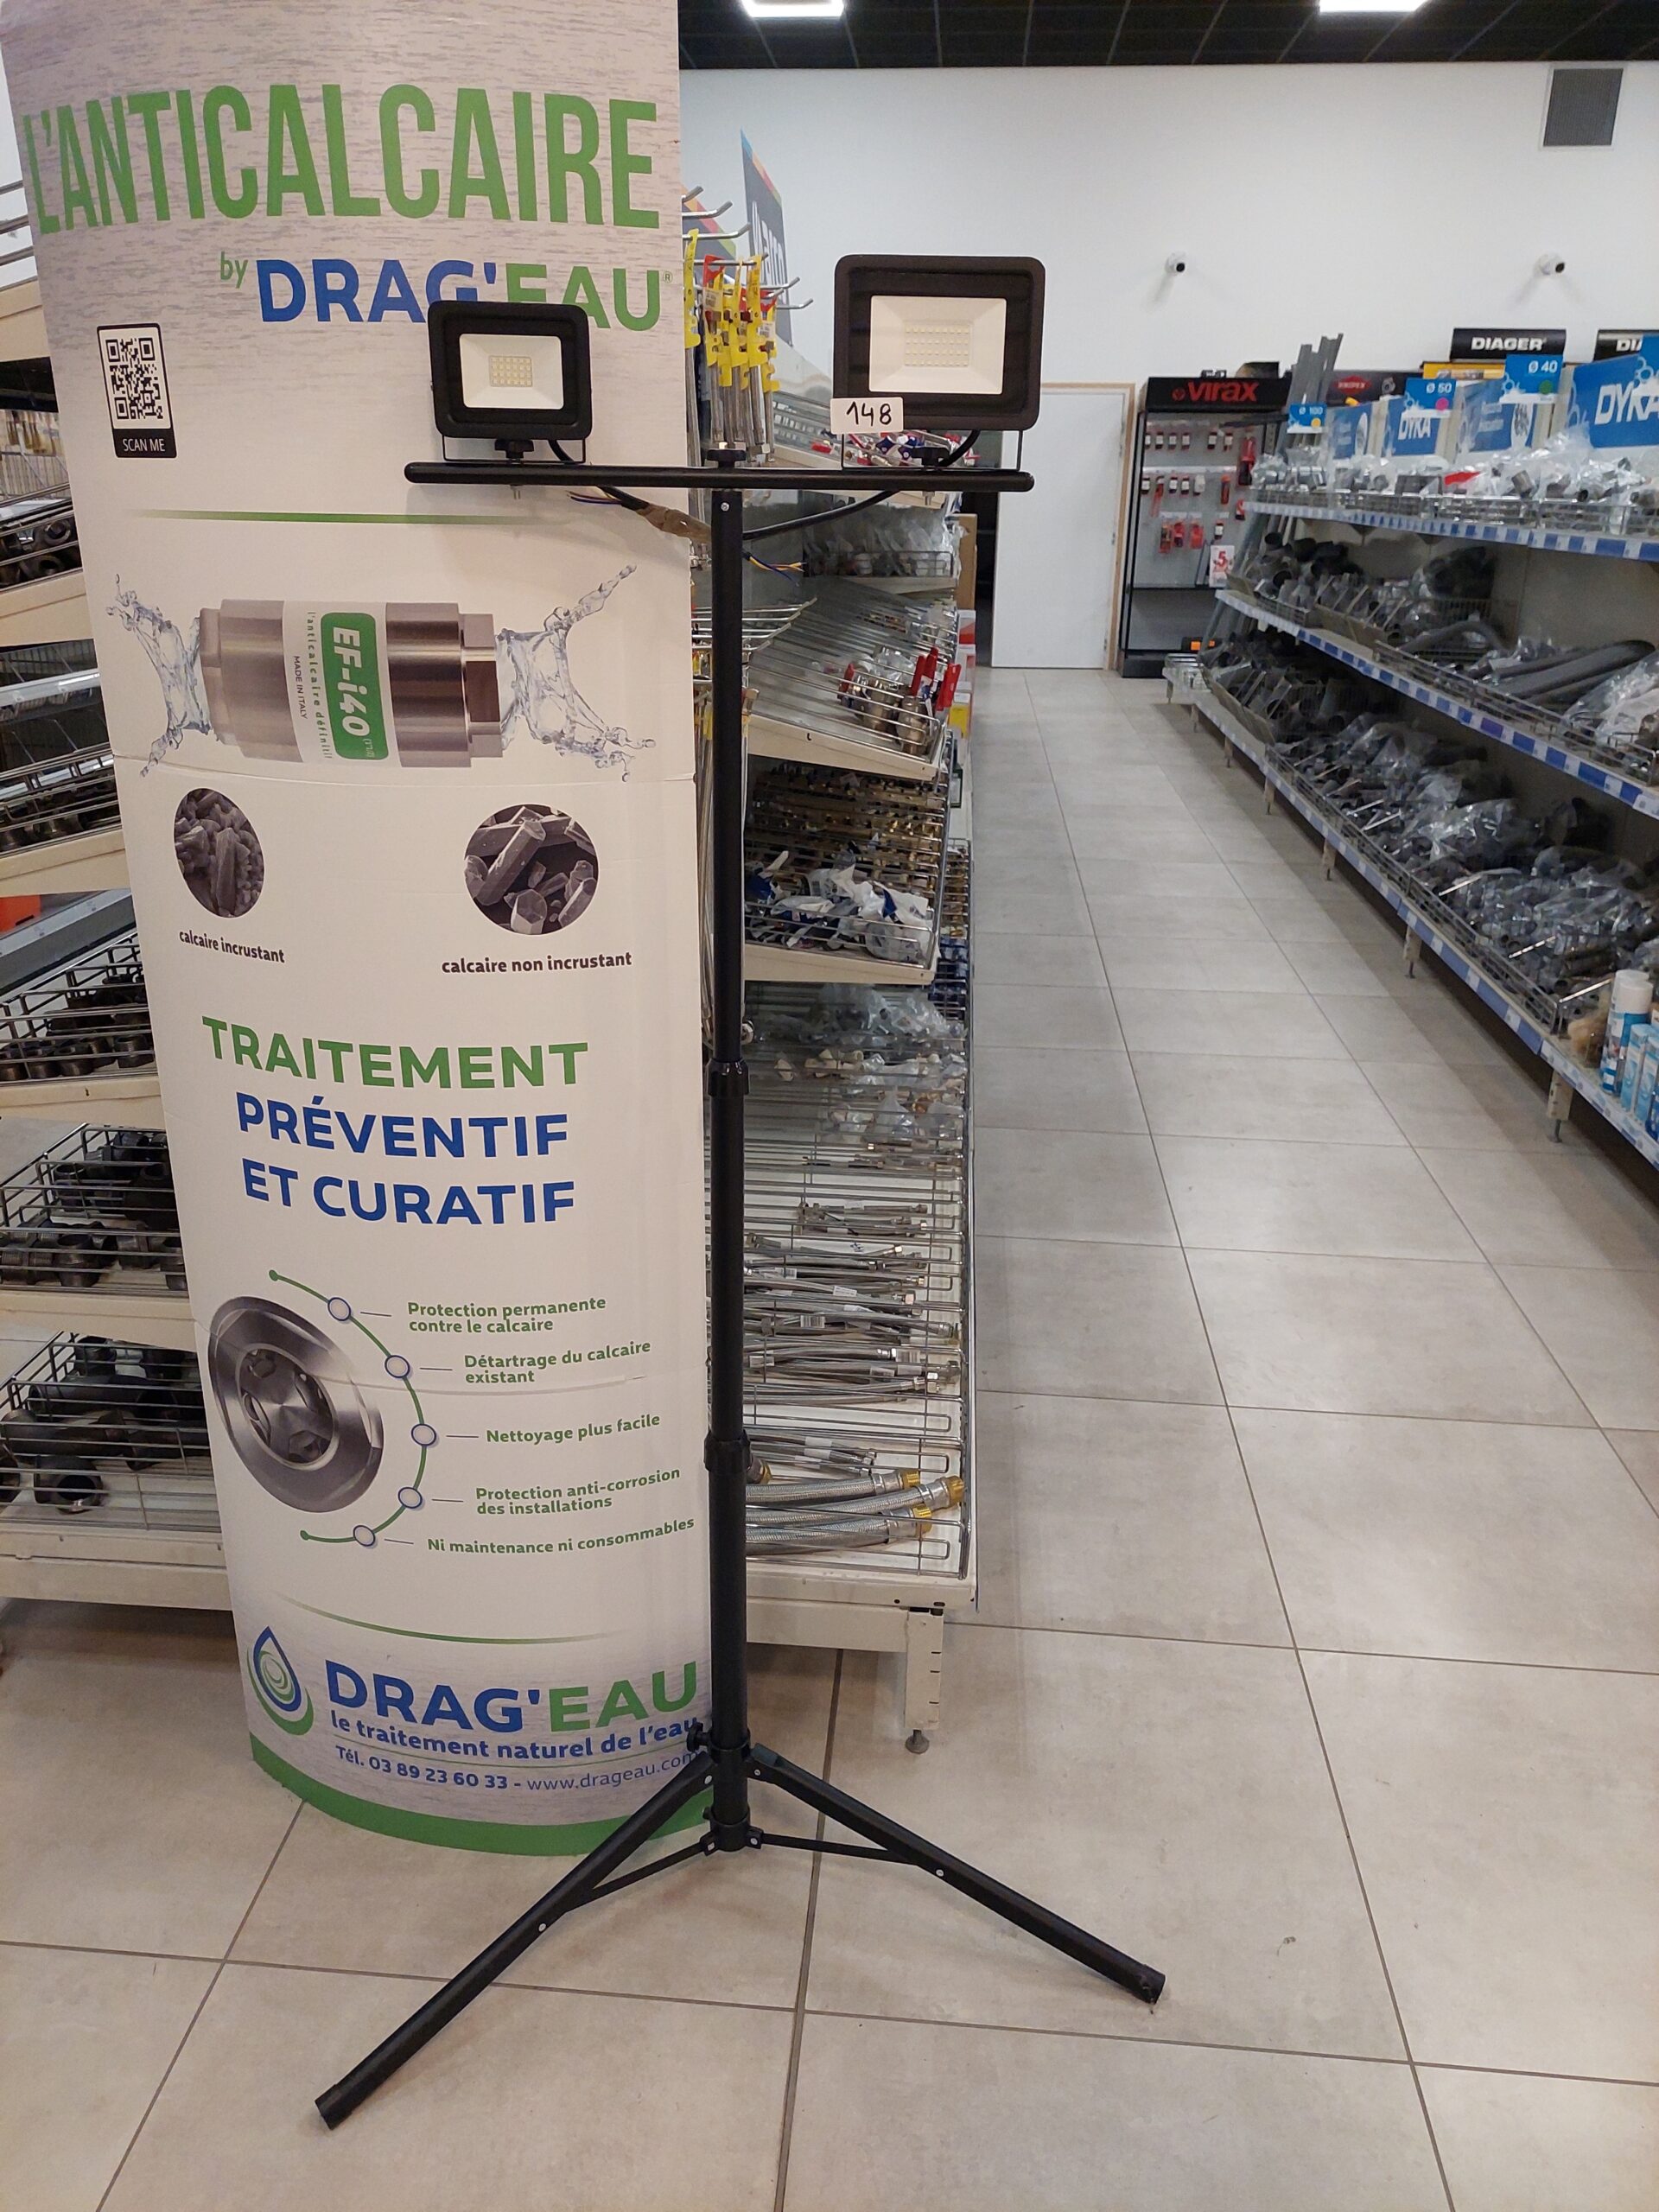 L'ANTICALCAIRE
by DRAG'EAU®
SCAN ME
148
EF-i40
l'anticalcaire définitif
MADE IN ITALY
calcaire incrustant
calcaire non incrustant
TRAITEMENT
PRÉVENTIF
ET CURATIF
Protection permanente
contre le calcaire
Détartrage du calcaire
existant
Nettoyage plus facile
Protection anti-corrosion
des installations
Ni maintenance ni consommables
DRAG'EAU
le traitement naturel de l'eau
Tél. 03 89 23 60 33 - www.drageau.com
virax
DIAGER
Ø 100
Ø 50
Ø 40
DYKA
DYKA
5